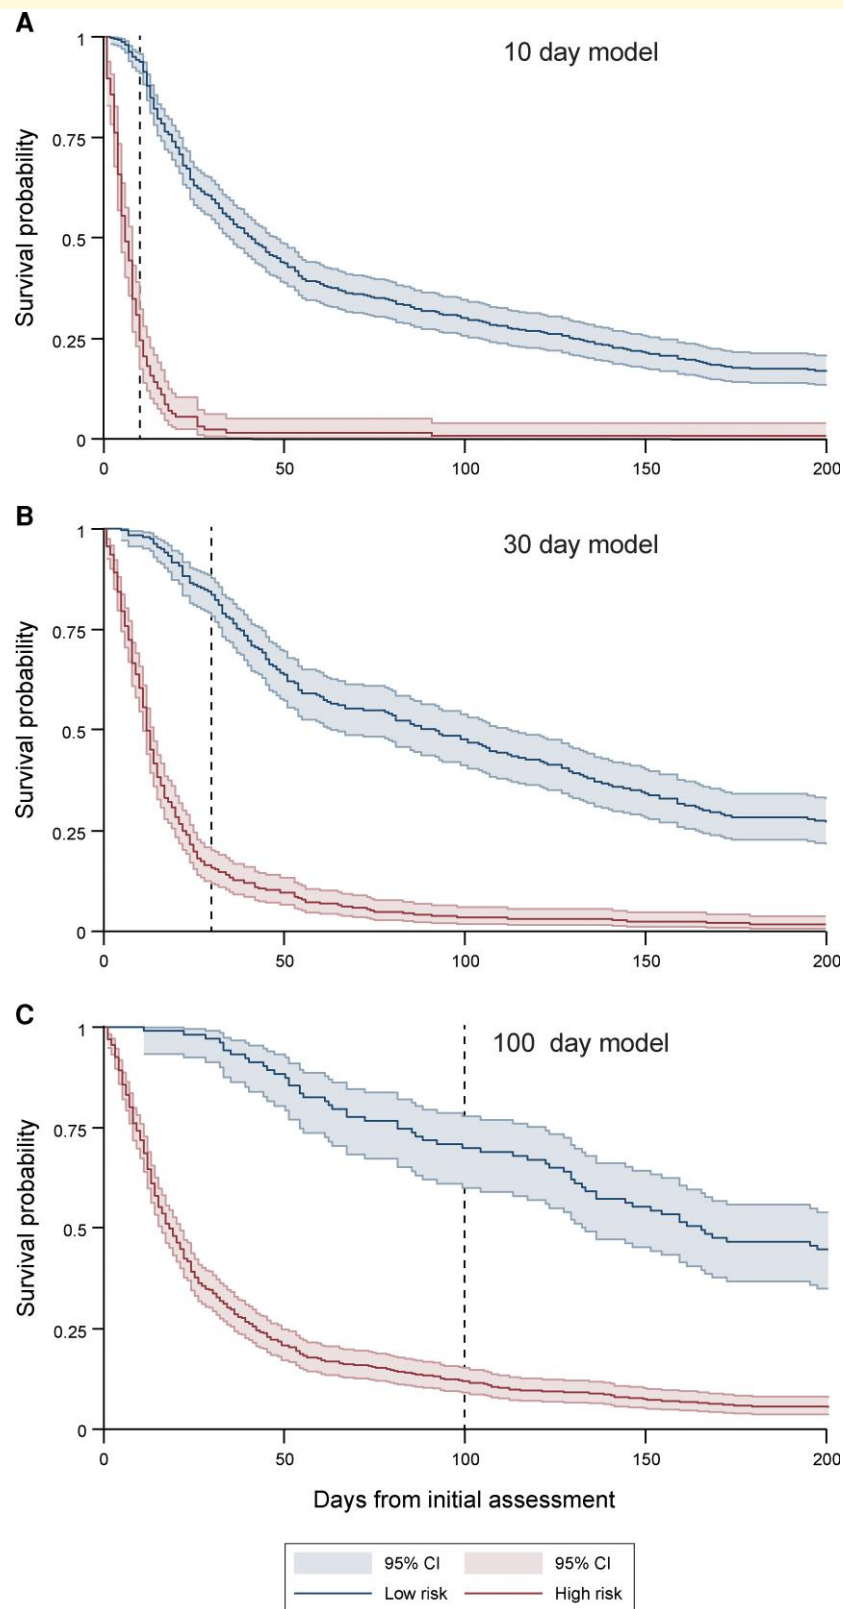 A
10 day model
Survival probability
1
0.75
0.5
0.25
0
0 50 100 150 200
B
30 day model
Survival probability
1
0.75
0.5
0.25
0
0 50 100 150 200
C
100 day model
Survival probability
1
0.75
0.5
0.25
0
0 50 100 150 200
Days from initial assessment
95% CI 95% CI
Low risk High risk